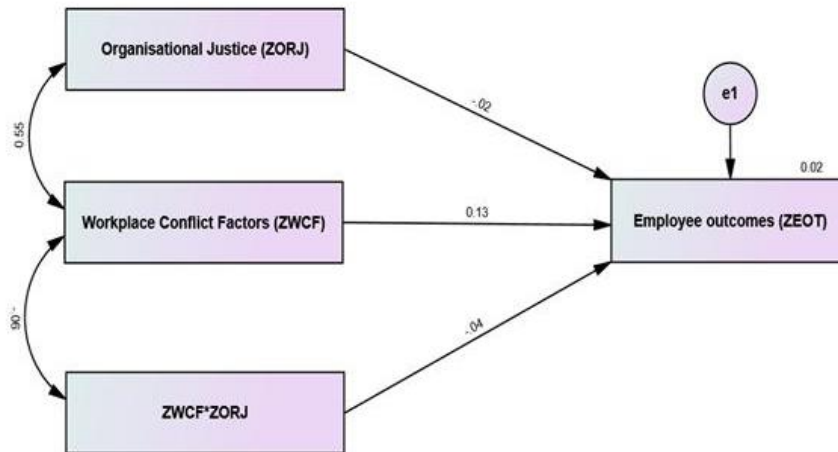 Organisational Justice (ZORJ)
-.02
e1
0.55
0.02
Workplace Conflict Factors (ZWCF)
0.13
Employee outcomes (ZEOT)
-.06
-.04
ZWCF*ZORJ